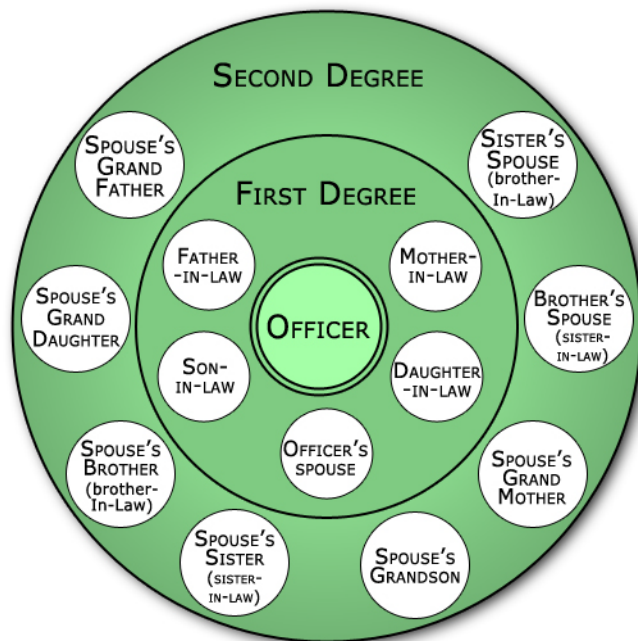 SECOND DEGREE
SPOUSE'S
GRAND
FATHER
SISTER'S
SPOUSE
(brother-
In-Law)
FIRST DEGREE
FATHER
-IN-LAW
MOTHER-
IN-LAW
SPOUSE'S
GRAND
DAUGHTER
OFFICER
BROTHER'S
SPOUSE
(SISTER-
IN-LAW)
SON-
IN-LAW
DAUGHTER
-IN-LAW
SPOUSE'S
BROTHER
(brother-
In-Law)
OFFICER'S
SPOUSE
SPOUSE'S
GRAND
MOTHER
SPOUSE'S
SISTER
(SISTER-
IN-LAW)
SPOUSE'S
GRANDSON